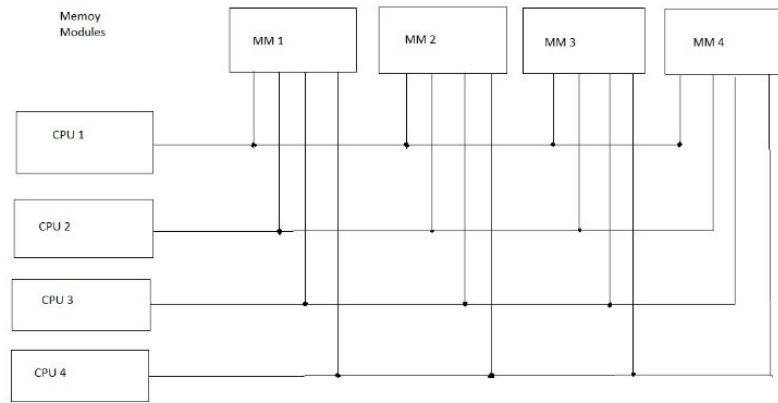 Memoy
Modules
MM 1
MM 2
MM 3
MM 4
CPU 1
CPU 2
CPU 3
CPU 4